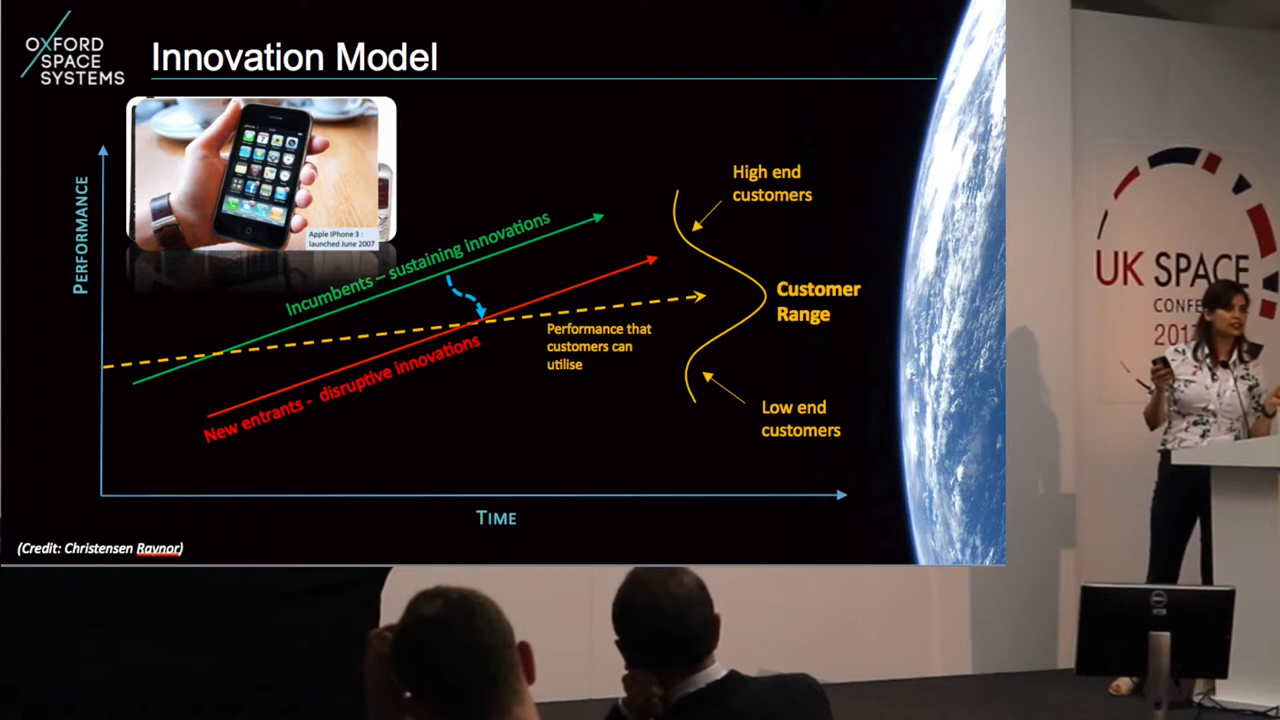 OXFORD
SPACE
SYSTEMS
Innovation Model
PERFORMANCE
Apple IPhone 3 :
launched June 2007
Incumbents – sustaining innovations
New entrants - disruptive innovations
Performance that
customers can
utilise
High end
customers
Customer
Range
Low end
customers
TIME
(Credit: Christensen Raynor)
UK SPACE
CONFE
2017
DELL